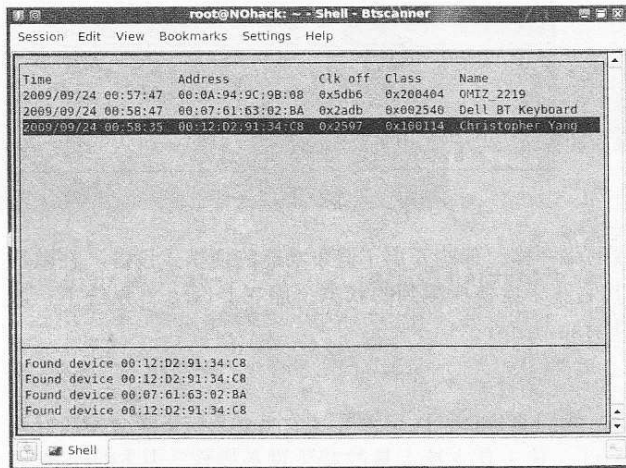 root@NOhack: ~ - Shell - Btscanner
Session Edit View Bookmarks Settings Help
Time Address Clk off Class Name
2009/09/24 00:57:47 00:0A:94:9C:9B:08 0x5db6 0x200404 OMIZ_2219
2009/09/24 00:58:47 00:07:61:63:02:BA 0x2adb 0x002540 Dell BT Keyboard
2009/09/24 00:58:35 00:12:D2:91:34:C8 0x2597 0x100114 Christopher Yang
Found device 00:12:D2:91:34:C8
Found device 00:12:D2:91:34:C8
Found device 00:07:61:63:02:BA
Found device 00:12:D2:91:34:C8
Shell